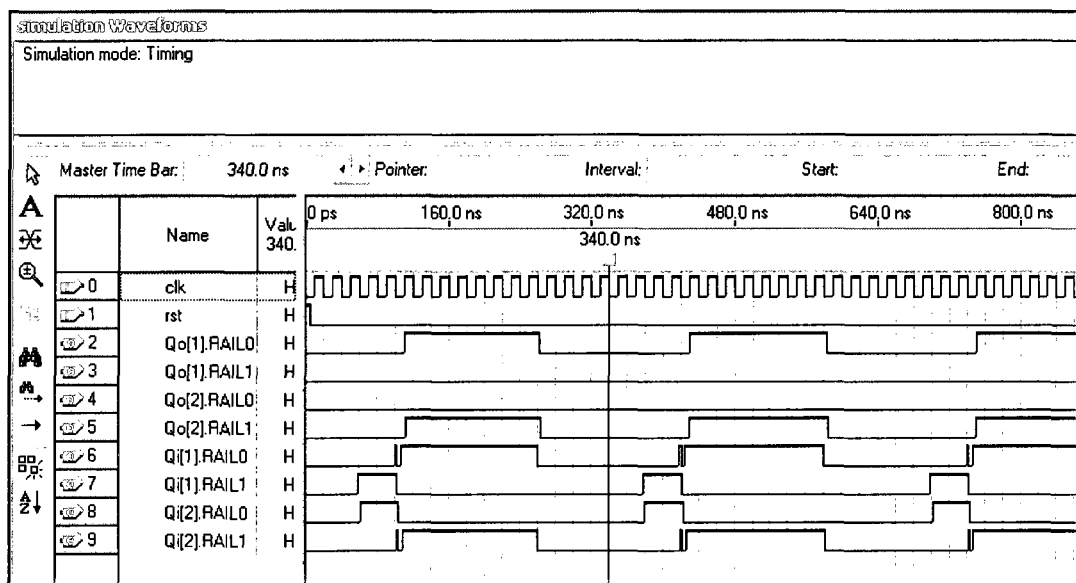 simulation Waveforms
Simulation mode: Timing
Master Time Bar: 340.0 ns Pointer: Interval: Start: End:
Name Valu 340. 0 ps 160.0 ns 320.0 ns 480.0 ns 640.0 ns 800.0 ns
340.0 ns
0 clk H
1 rst H
2 Qo[1].RAIL0 H
3 Qo[1].RAIL1 H
4 Qo[2].RAIL0 H
5 Qo[2].RAIL1 H
6 Qi[1].RAIL0 H
7 Qi[1].RAIL1 H
8 Qi[2].RAIL0 H
9 Qi[2].RAIL1 H